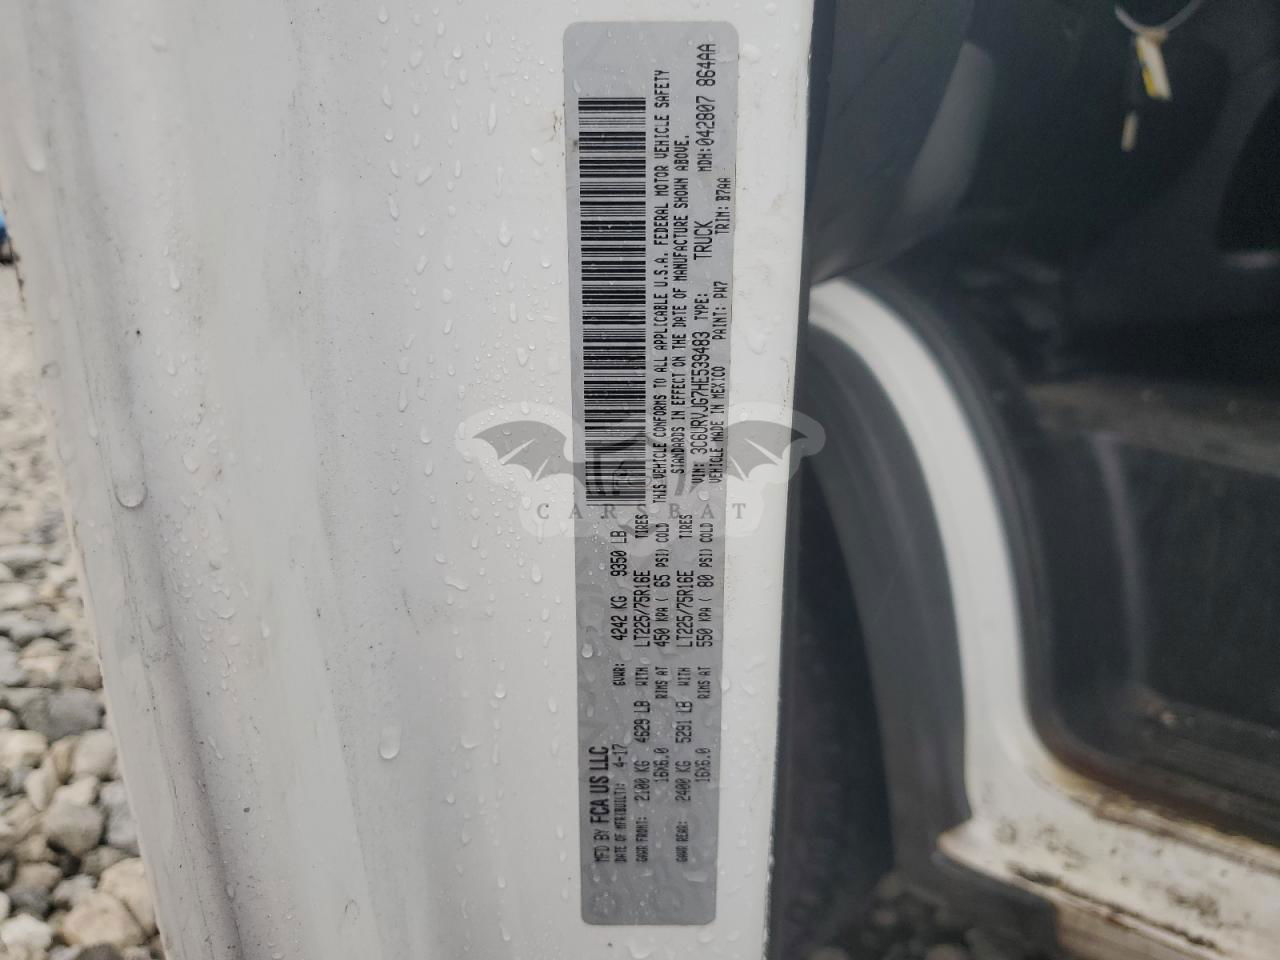 MFD BY FCA US LLC
DATE OF MFR(BUILT): 4-17 GVWR: 4242 KG 9350 LB
GAWR FRONT: 2100 KG 4629 LB WITH LT225/75R16E TIRES
16X6.0 RIMS AT 450 KPA ( 65 PSI) COLD
GAWR REAR: 2400 KG 5291 LB WITH LT225/75R16E TIRES
16X6.0 RIMS AT 550 KPA ( 80 PSI) COLD
THIS VEHICLE CONFORMS TO ALL APPLICABLE U.S.A. FEDERAL MOTOR VEHICLE SAFETY
STANDARDS IN EFFECT ON THE DATE OF MANUFACTURE SHOWN ABOVE.
VIN: 3C6URVJG7HE539483 TYPE: TRUCK MDH:042807 864AA
VEHICLE MADE IN MEXICO PAINT: PW7 TRIM: B7AA
CARSBAT